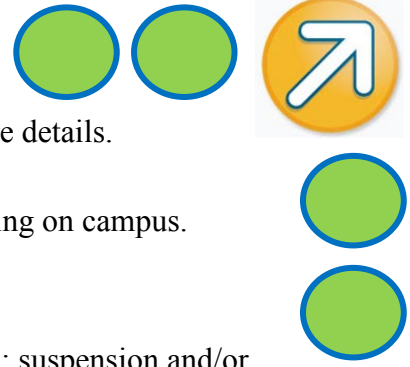 e details.
ng on campus.
: suspension and/or